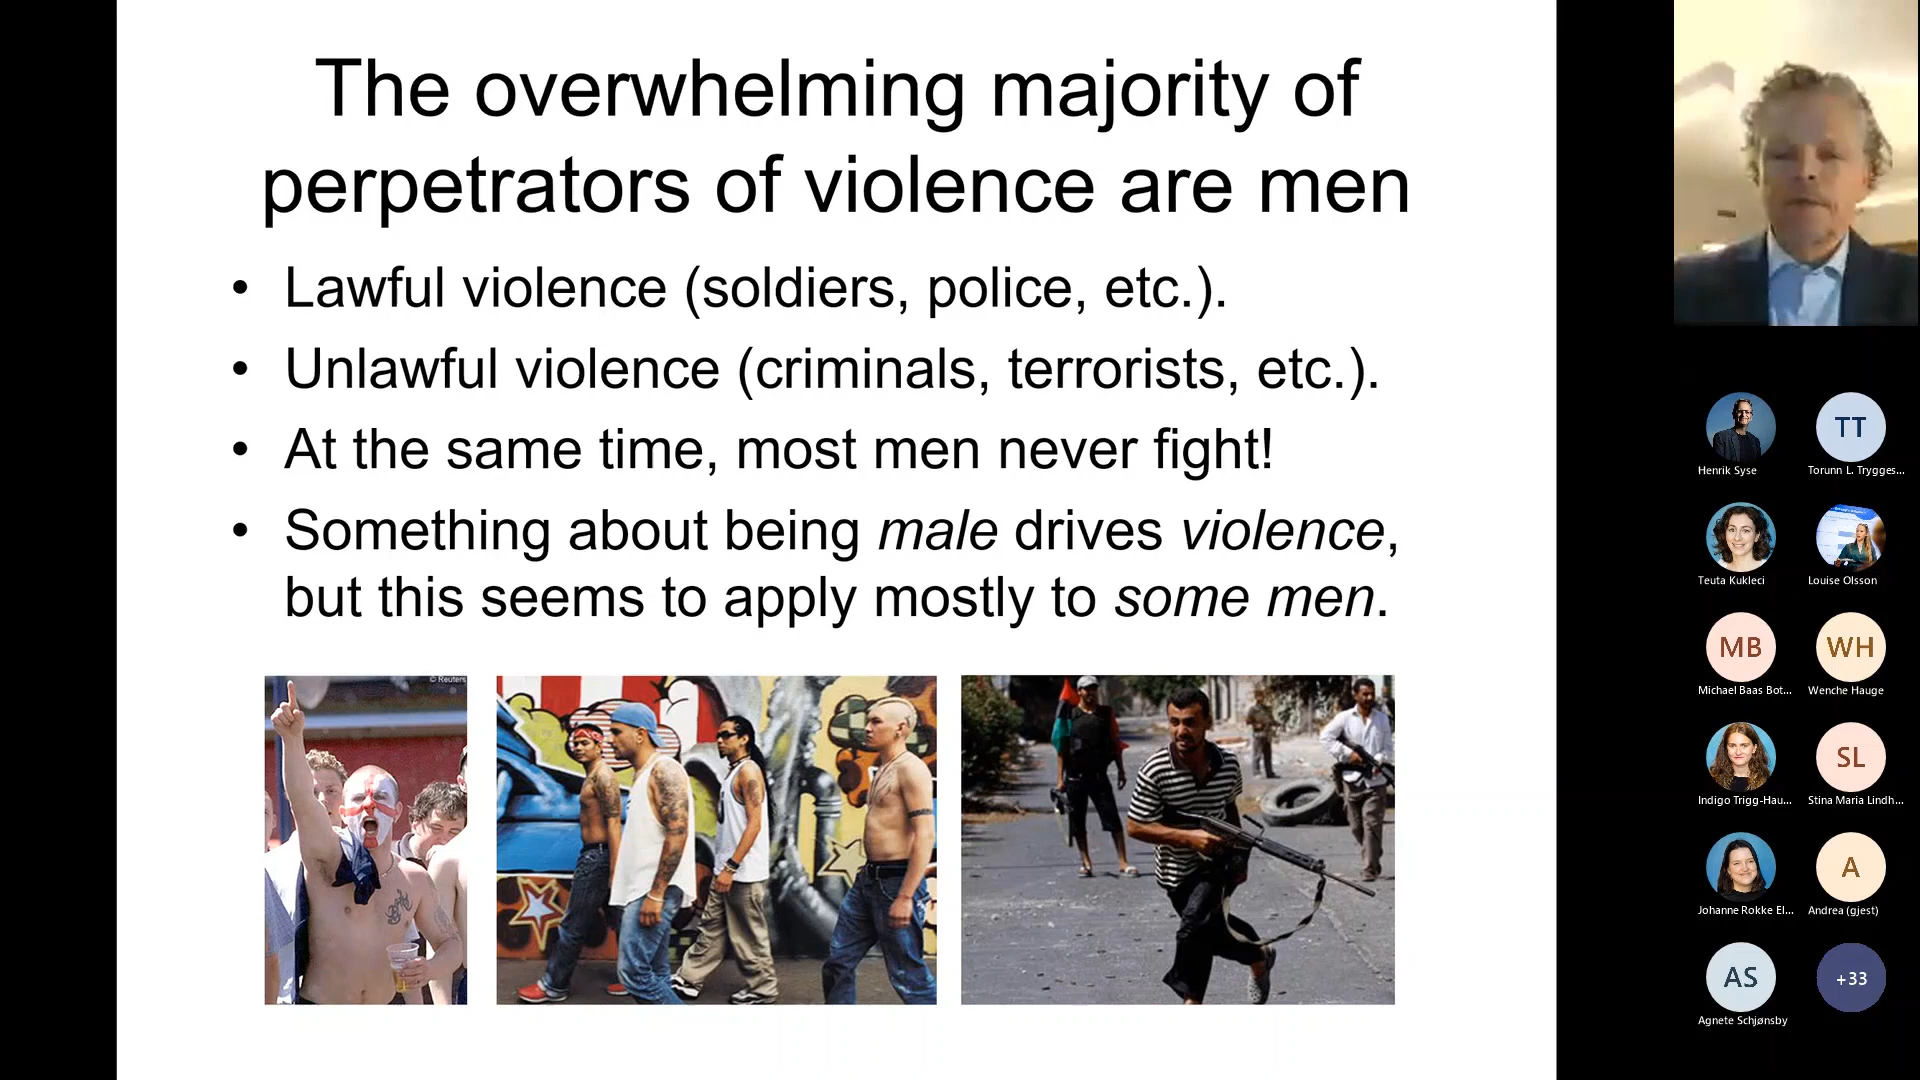 The overwhelming majority of
perpetrators of violence are men
• Lawful violence (soldiers, police, etc.).
• Unlawful violence (criminals, terrorists, etc.).
• At the same time, most men never fight!
• Something about being male drives violence,
but this seems to apply mostly to some men.
© Reuters
Henrik Syse
TT
Torunn L. Trygges...
Teuta Kukleci
Louise Olsson
MB
Michael Baas Bot...
WH
Wenche Hauge
Indigo Trigg-Hau...
SL
Stina Maria Lindh...
Johanne Rokke El...
A
Andrea (gjest)
AS
Agnete Schjønsby
+33